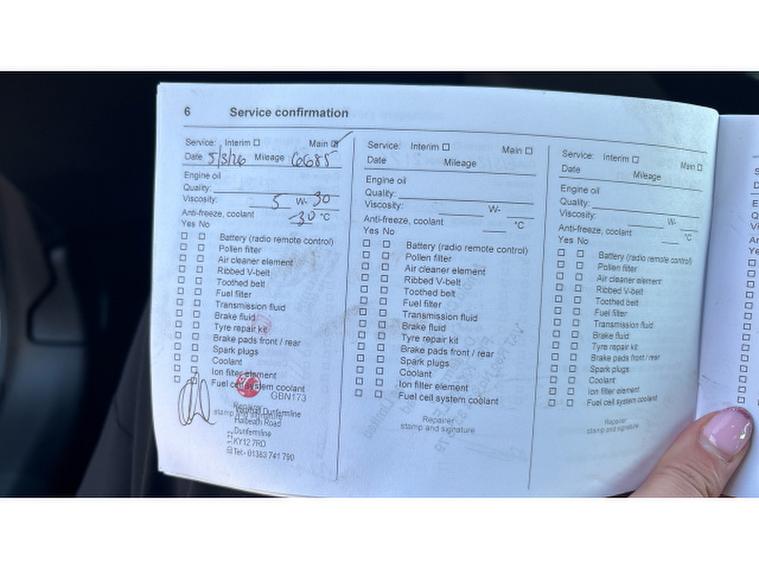 6 Service confirmation
Service: Interim ☐ Main ☑
Date 5/3/26 Mileage 6685
Engine oil
Quality:
Viscosity: 5 W- 30
Anti-freeze, coolant -30 °C
Yes No
Battery (radio remote control)
Pollen filter
Air cleaner element
Ribbed V-belt
Toothed belt
Fuel filter
Transmission fluid
Brake fluid
Tyre repair kit
Brake pads front / rear
Spark plugs
Coolant
Ion filter element
Fuel cell system coolant
GBN173
Repairer
stamp and signature
Vauxhall Dunfermline
Halbeath Road
Dunfermline
KY12 7RD
Tel:- 01383 741 790
Service: Interim ☐ Main ☐
Date Mileage
Engine oil
Quality:
Viscosity: W-
Anti-freeze, coolant °C
Yes No
Battery (radio remote control)
Pollen filter
Air cleaner element
Ribbed V-belt
Toothed belt
Fuel filter
Transmission fluid
Brake fluid
Tyre repair kit
Brake pads front / rear
Spark plugs
Coolant
Ion filter element
Fuel cell system coolant
Repairer
stamp and signature
Service: Interim ☐ Main ☐
Date Mileage
Engine oil
Quality:
Viscosity: W-
Anti-freeze, coolant °C
Yes No
Battery (radio remote control)
Pollen filter
Air cleaner element
Ribbed V-belt
Toothed belt
Fuel filter
Transmission fluid
Brake fluid
Tyre repair kit
Brake pads front / rear
Spark plugs
Coolant
Ion filter element
Fuel cell system coolant
Repairer
stamp and signature